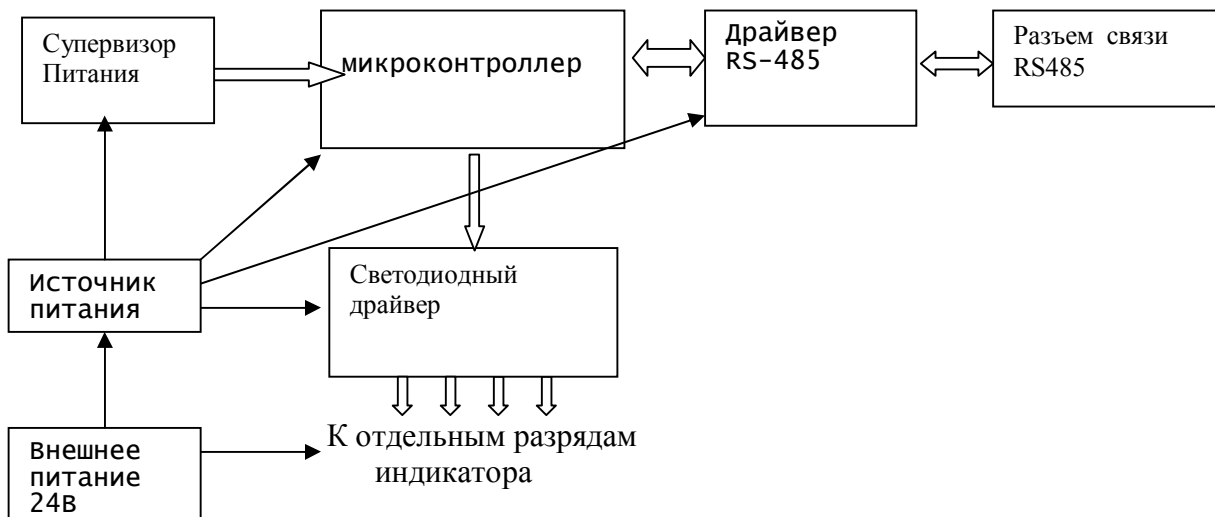 Супервизор
Питания
микроконтроллер
Драйвер
RS-485
Разъем связи
RS485
Источник
питания
Светодиодный
драйвер
Внешнее
питание
24В
К отдельным разрядам
индикатора